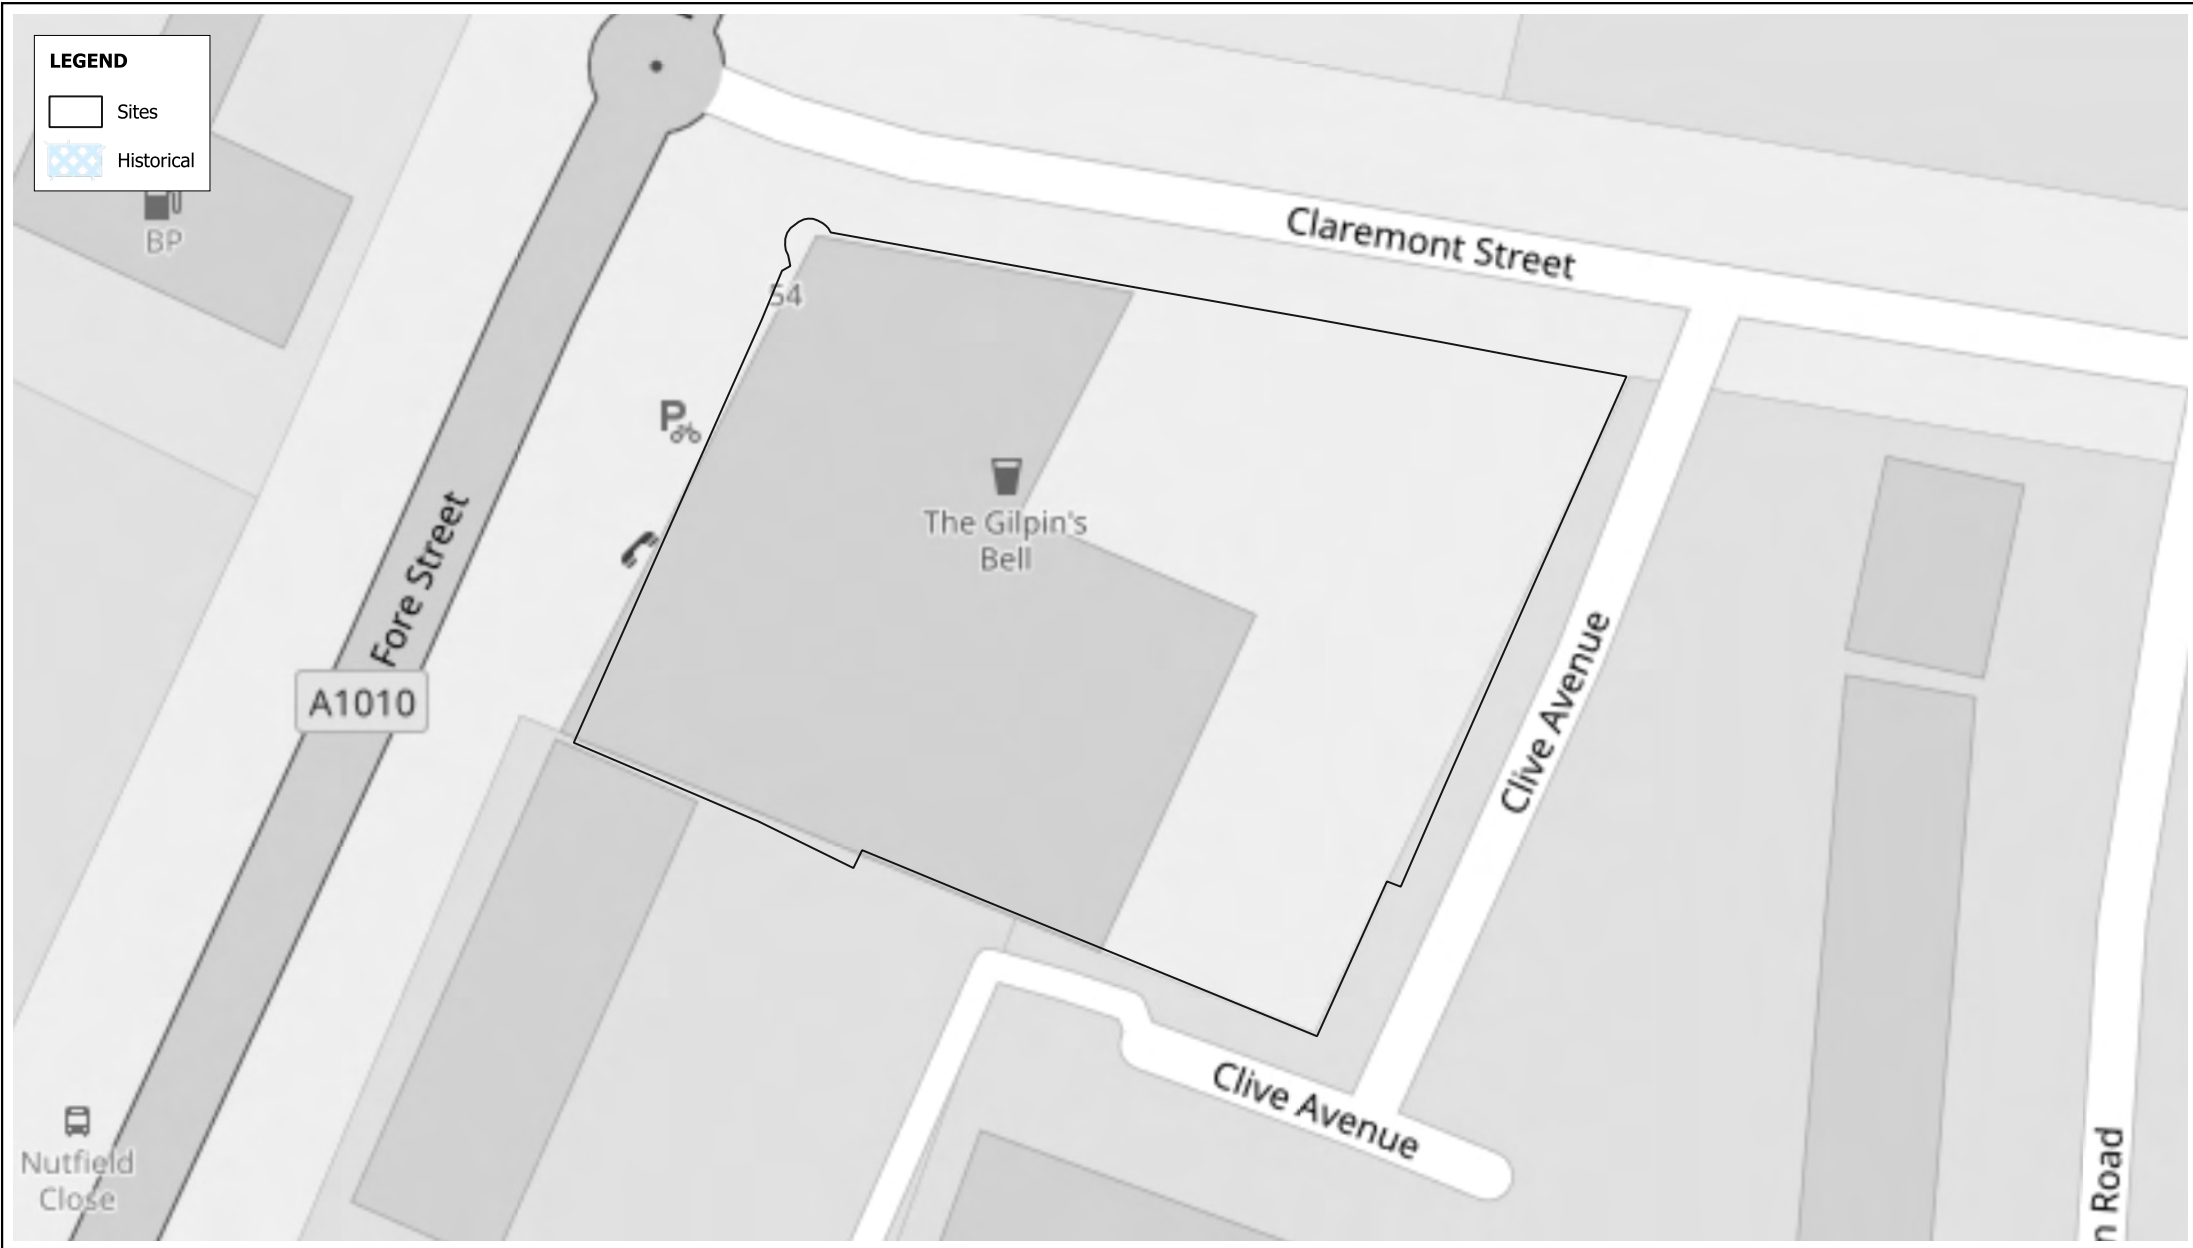 LEGEND
Sites
Historical
BP
Claremont Street
54
P
The Gilpin's
Bell
Fore Street
A1010
Clive Avenue
Clive Avenue
Nutfield
Close
Road